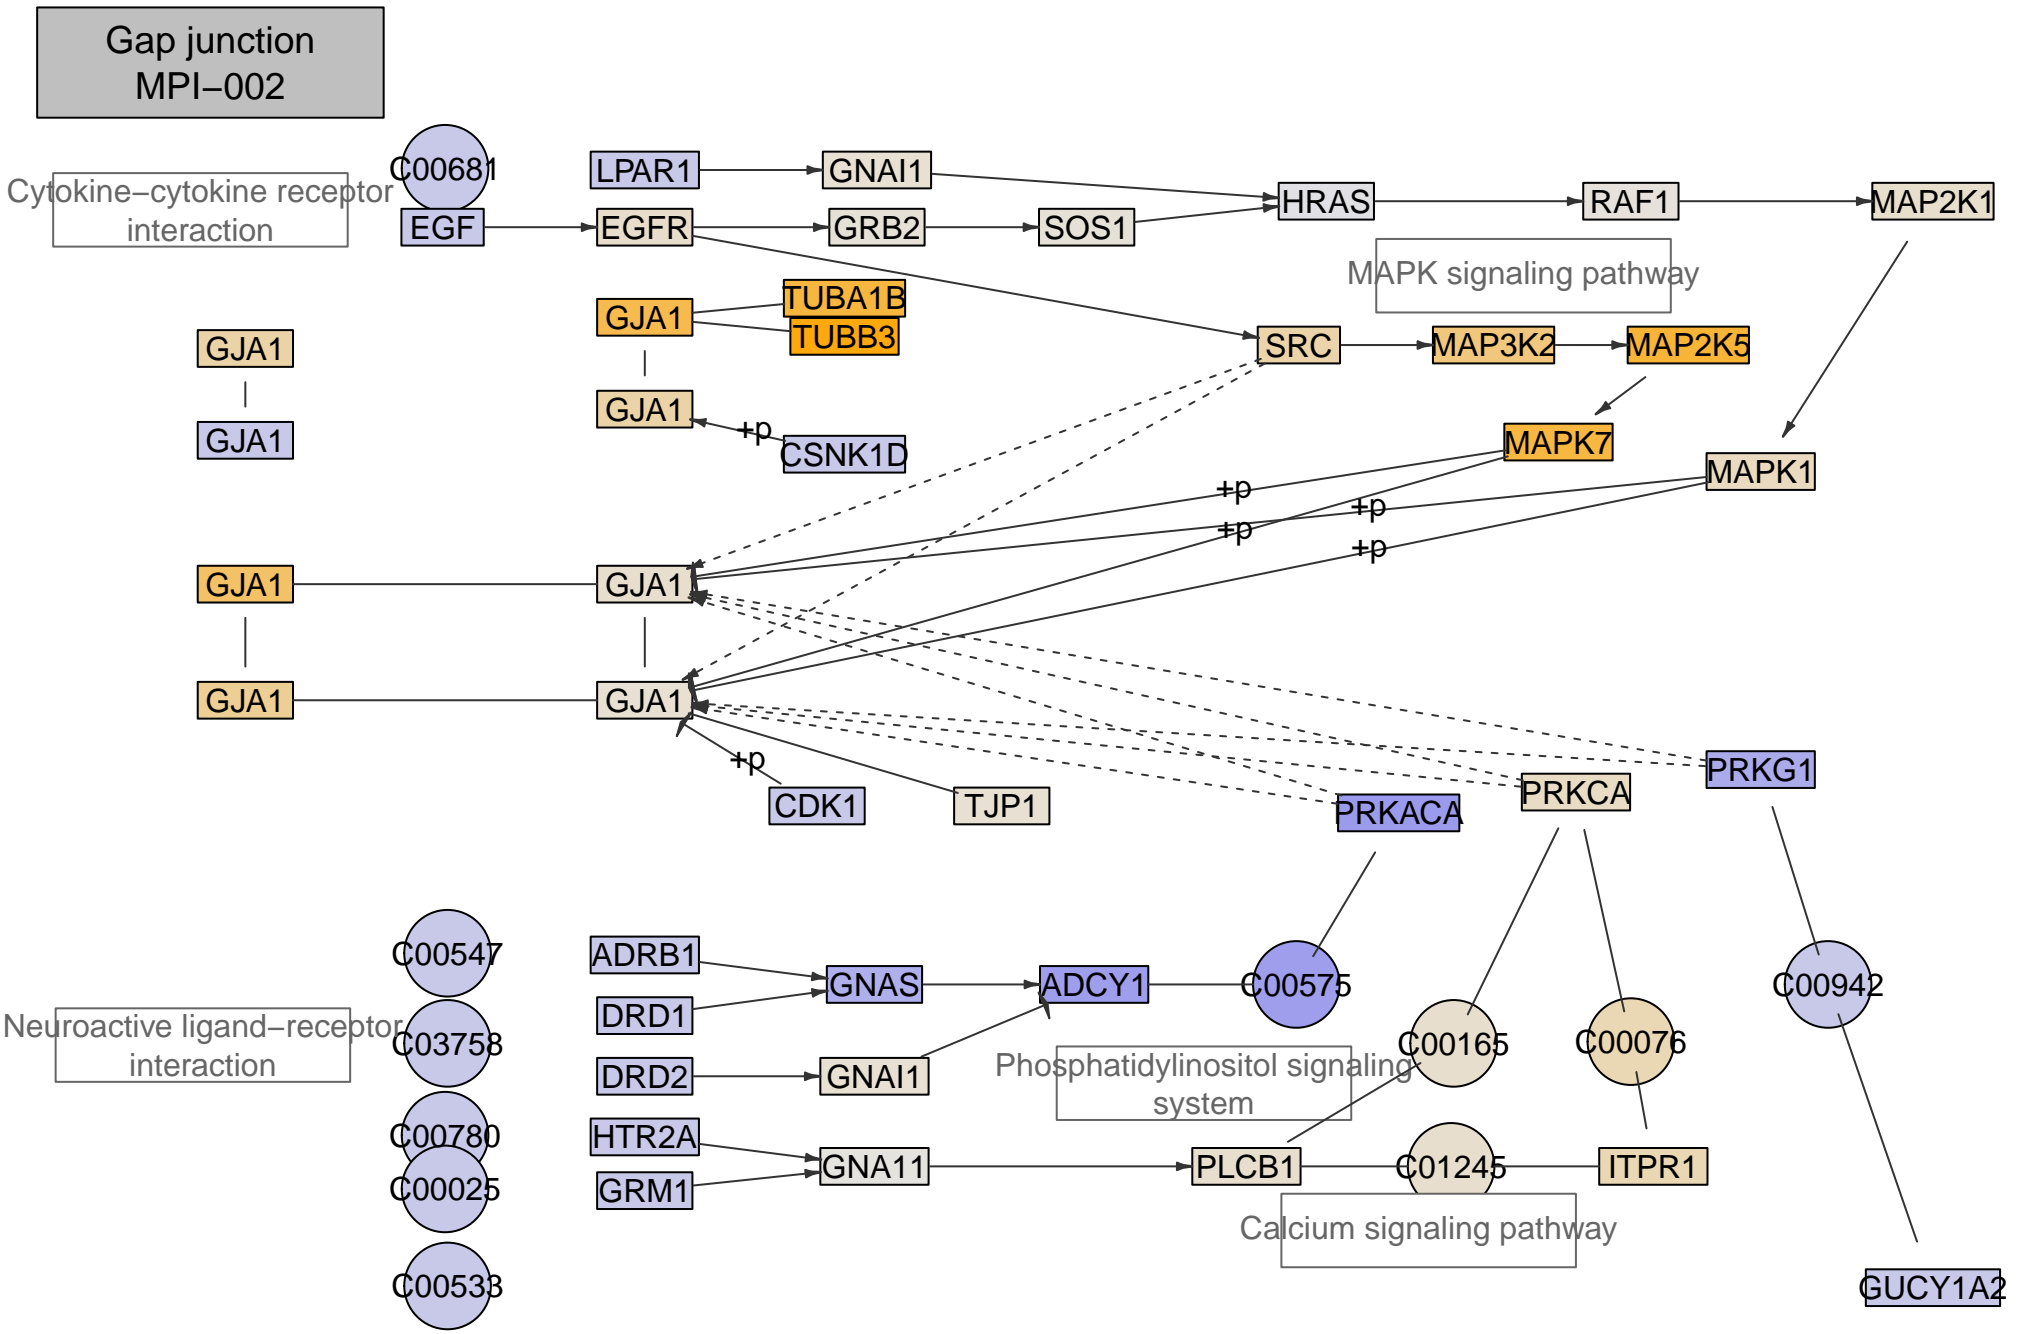 Gap junction
MPI−002
C00681
LPAR1
GNAI1
HRAS
RAF1
MAP2K1
Cytokine−cytokine receptor
interaction
EGF
EGFR
GRB2
SOS1
MAPK signaling pathway
GJA1
TUBA1B
TUBB3
GJA1
SRC
MAP3K2
MAP2K5
GJA1
+p
CSNK1D
GJA1
MAPK7
MAPK1
+p
+p
+p
+p
GJA1
GJA1
GJA1
GJA1
+p
CDK1
TJP1
PRKACA
PRKCA
PRKG1
C00547
ADRB1
GNAS
ADCY1
C00575
C00942
DRD1
Neuroactive ligand−receptor
interaction
C03758
DRD2
GNAI1
Phosphatidylinositol signaling
system
C00165
C00076
C00780
HTR2A
GNA11
PLCB1
C01245
ITPR1
C00025
GRM1
Calcium signaling pathway
C00533
GUCY1A2